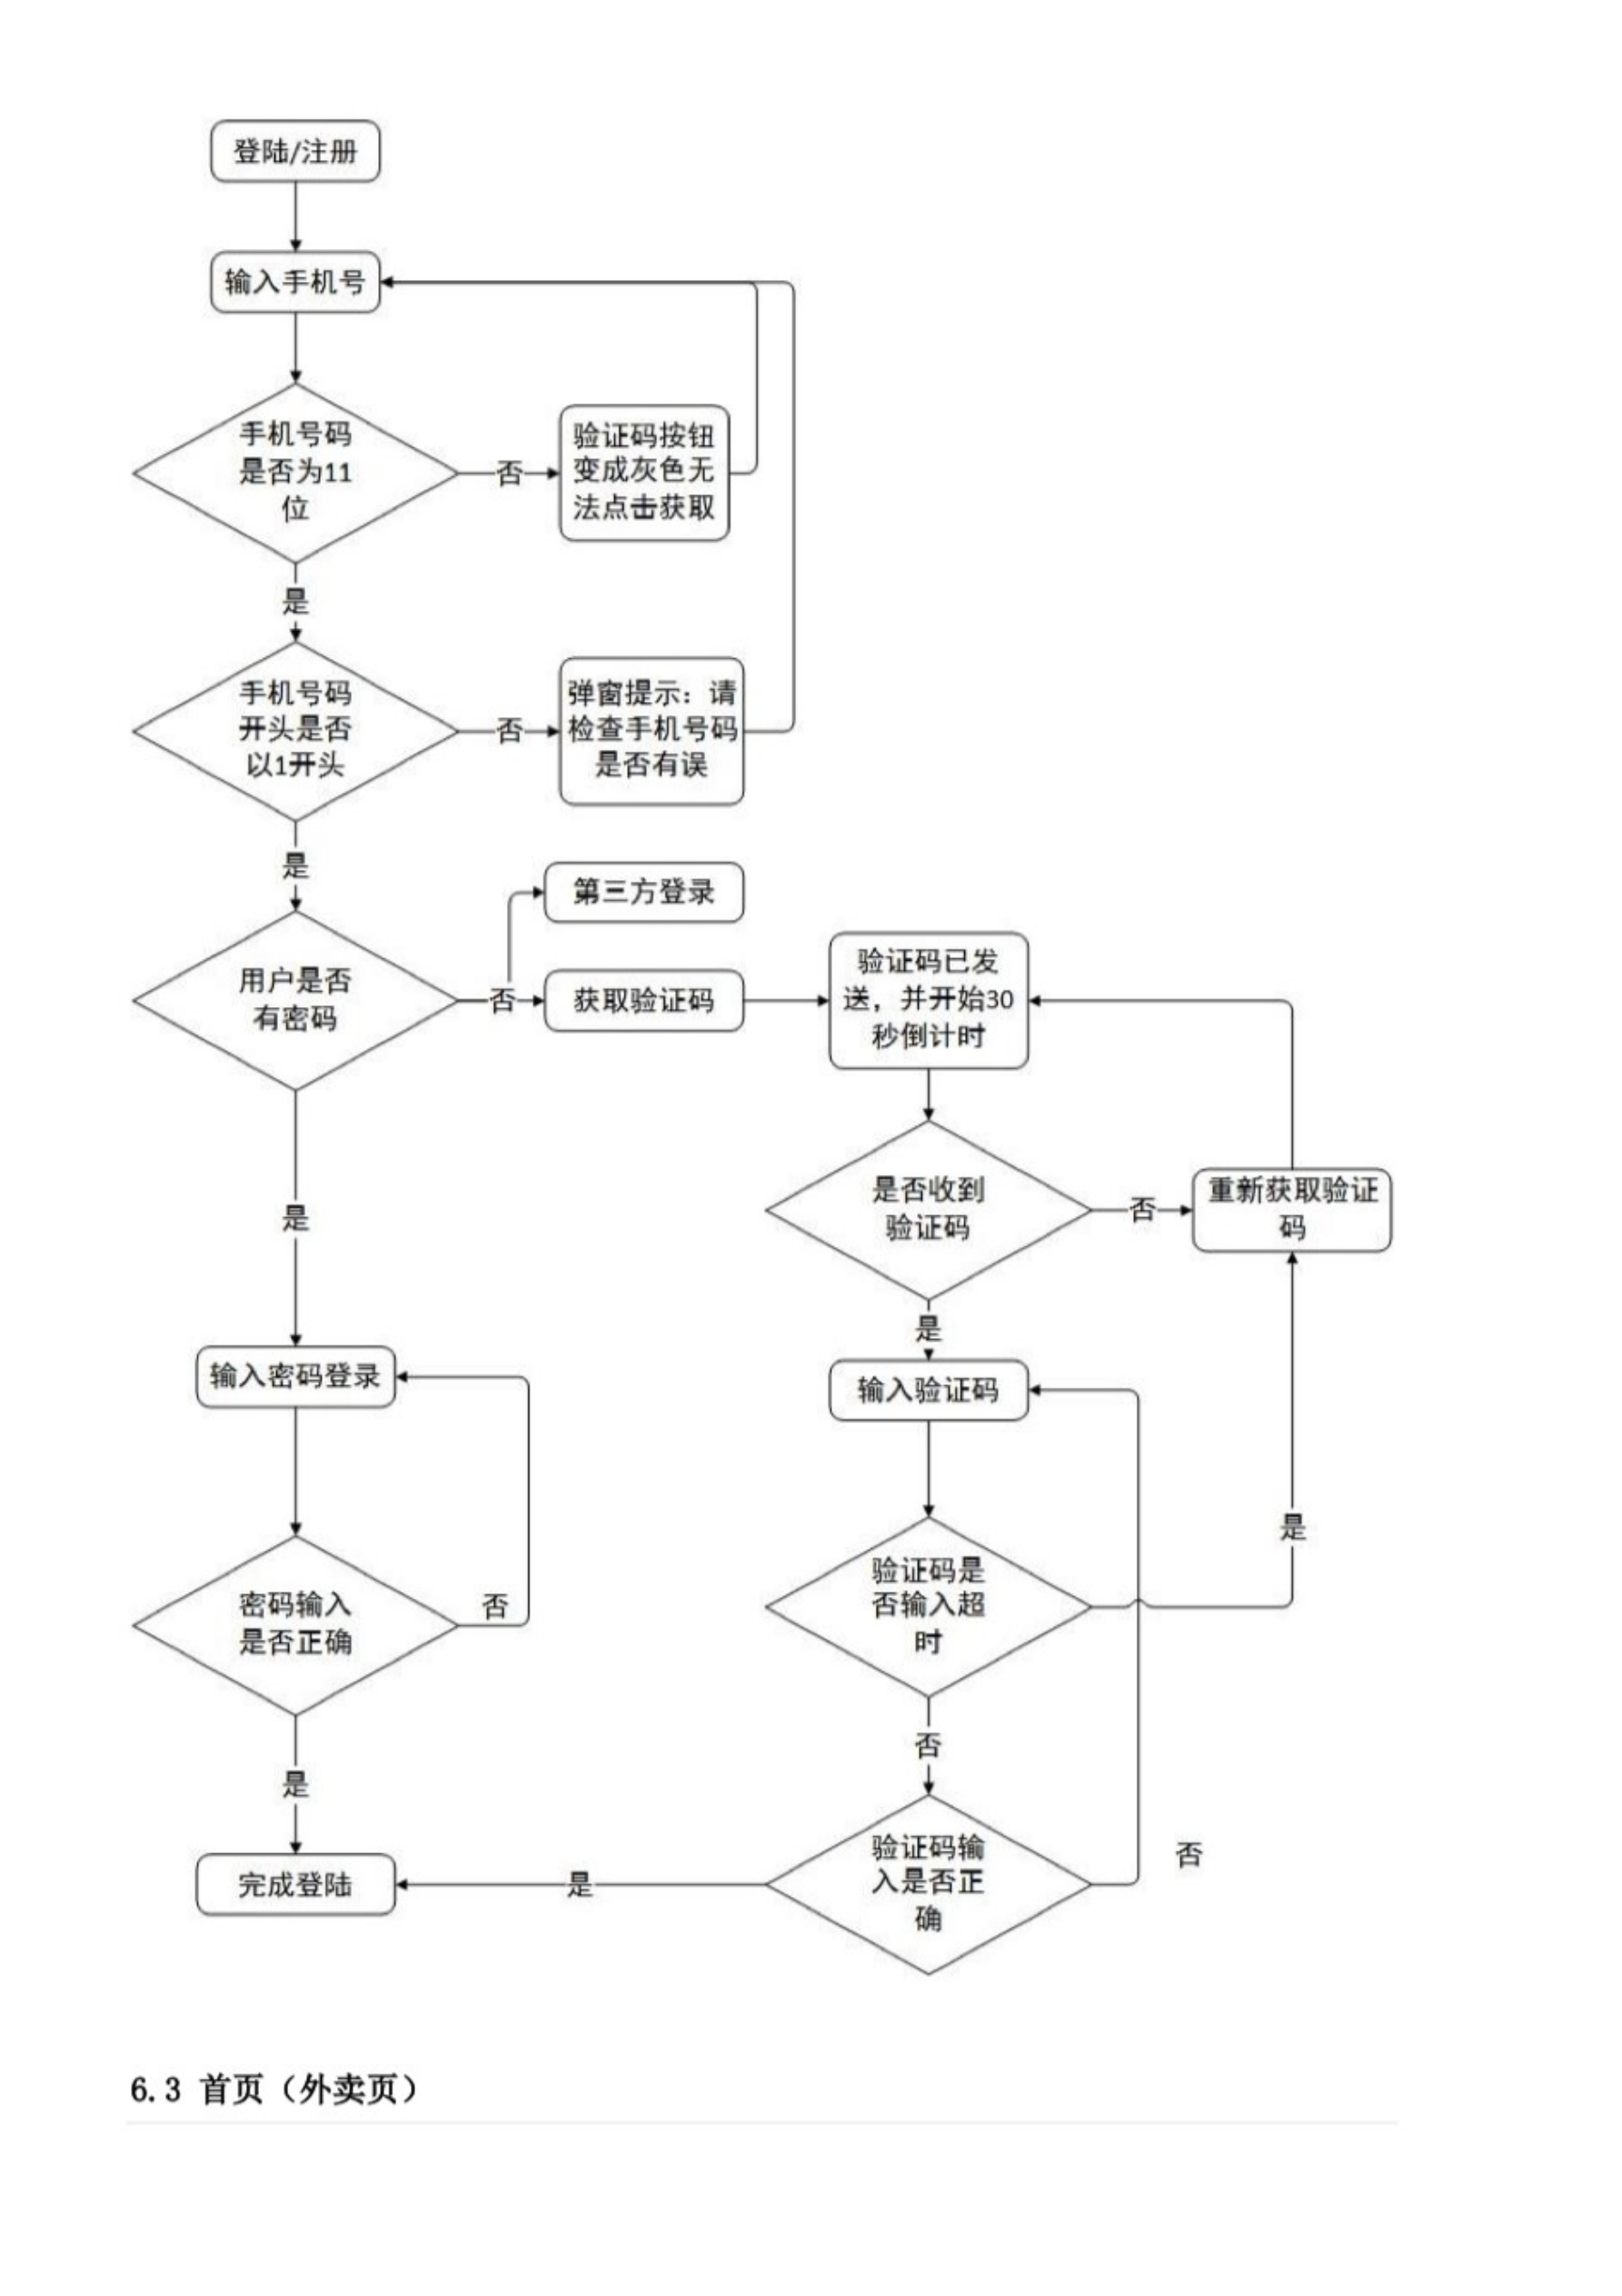 登陆/注册
输入手机号
手机号码
是否为11
位
否
验证码按钮
变成灰色无
法点击获取
是
手机号码
开头是否
以1开头
否
弹窗提示：请
检查手机号码
是否有误
是
第三方登录
用户是否
有密码
否
获取验证码
验证码已发
送，并开始30
秒倒计时
是否收到
验证码
否
重新获取验证
码
是
是
输入密码登录
输入验证码
是
验证码是
否输入超
时
密码输入
是否正确
否
否
是
验证码输
入是否正
确
否
是
完成登陆
6.3 首页（外卖页）